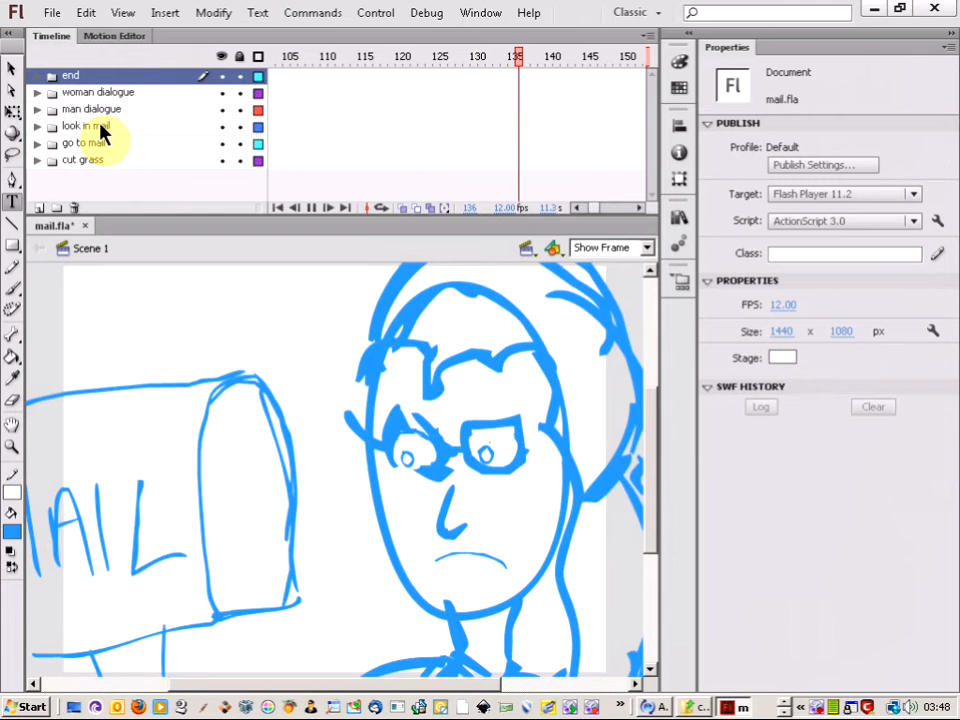 Fl File Edit View Insert Modify Text Commands Control Debug Window Help Classic
Timeline Motion Editor
105 110 115 120 125 130 135 140 145 150
end
woman dialogue
man dialogue
look in mail
go to mail
cut grass
136 12.00 fps 11.3 s
mail.fla* ×
Scene 1 Show Frame
AIL
Properties
Fl Document
mail.fla
PUBLISH
Profile: Default
Publish Settings...
Target: Flash Player 11.2
Script: ActionScript 3.0
Class:
PROPERTIES
FPS: 12.00
Size: 1440 x 1080 px
Stage:
SWF HISTORY
Log Clear
Start A. c... m 03:48